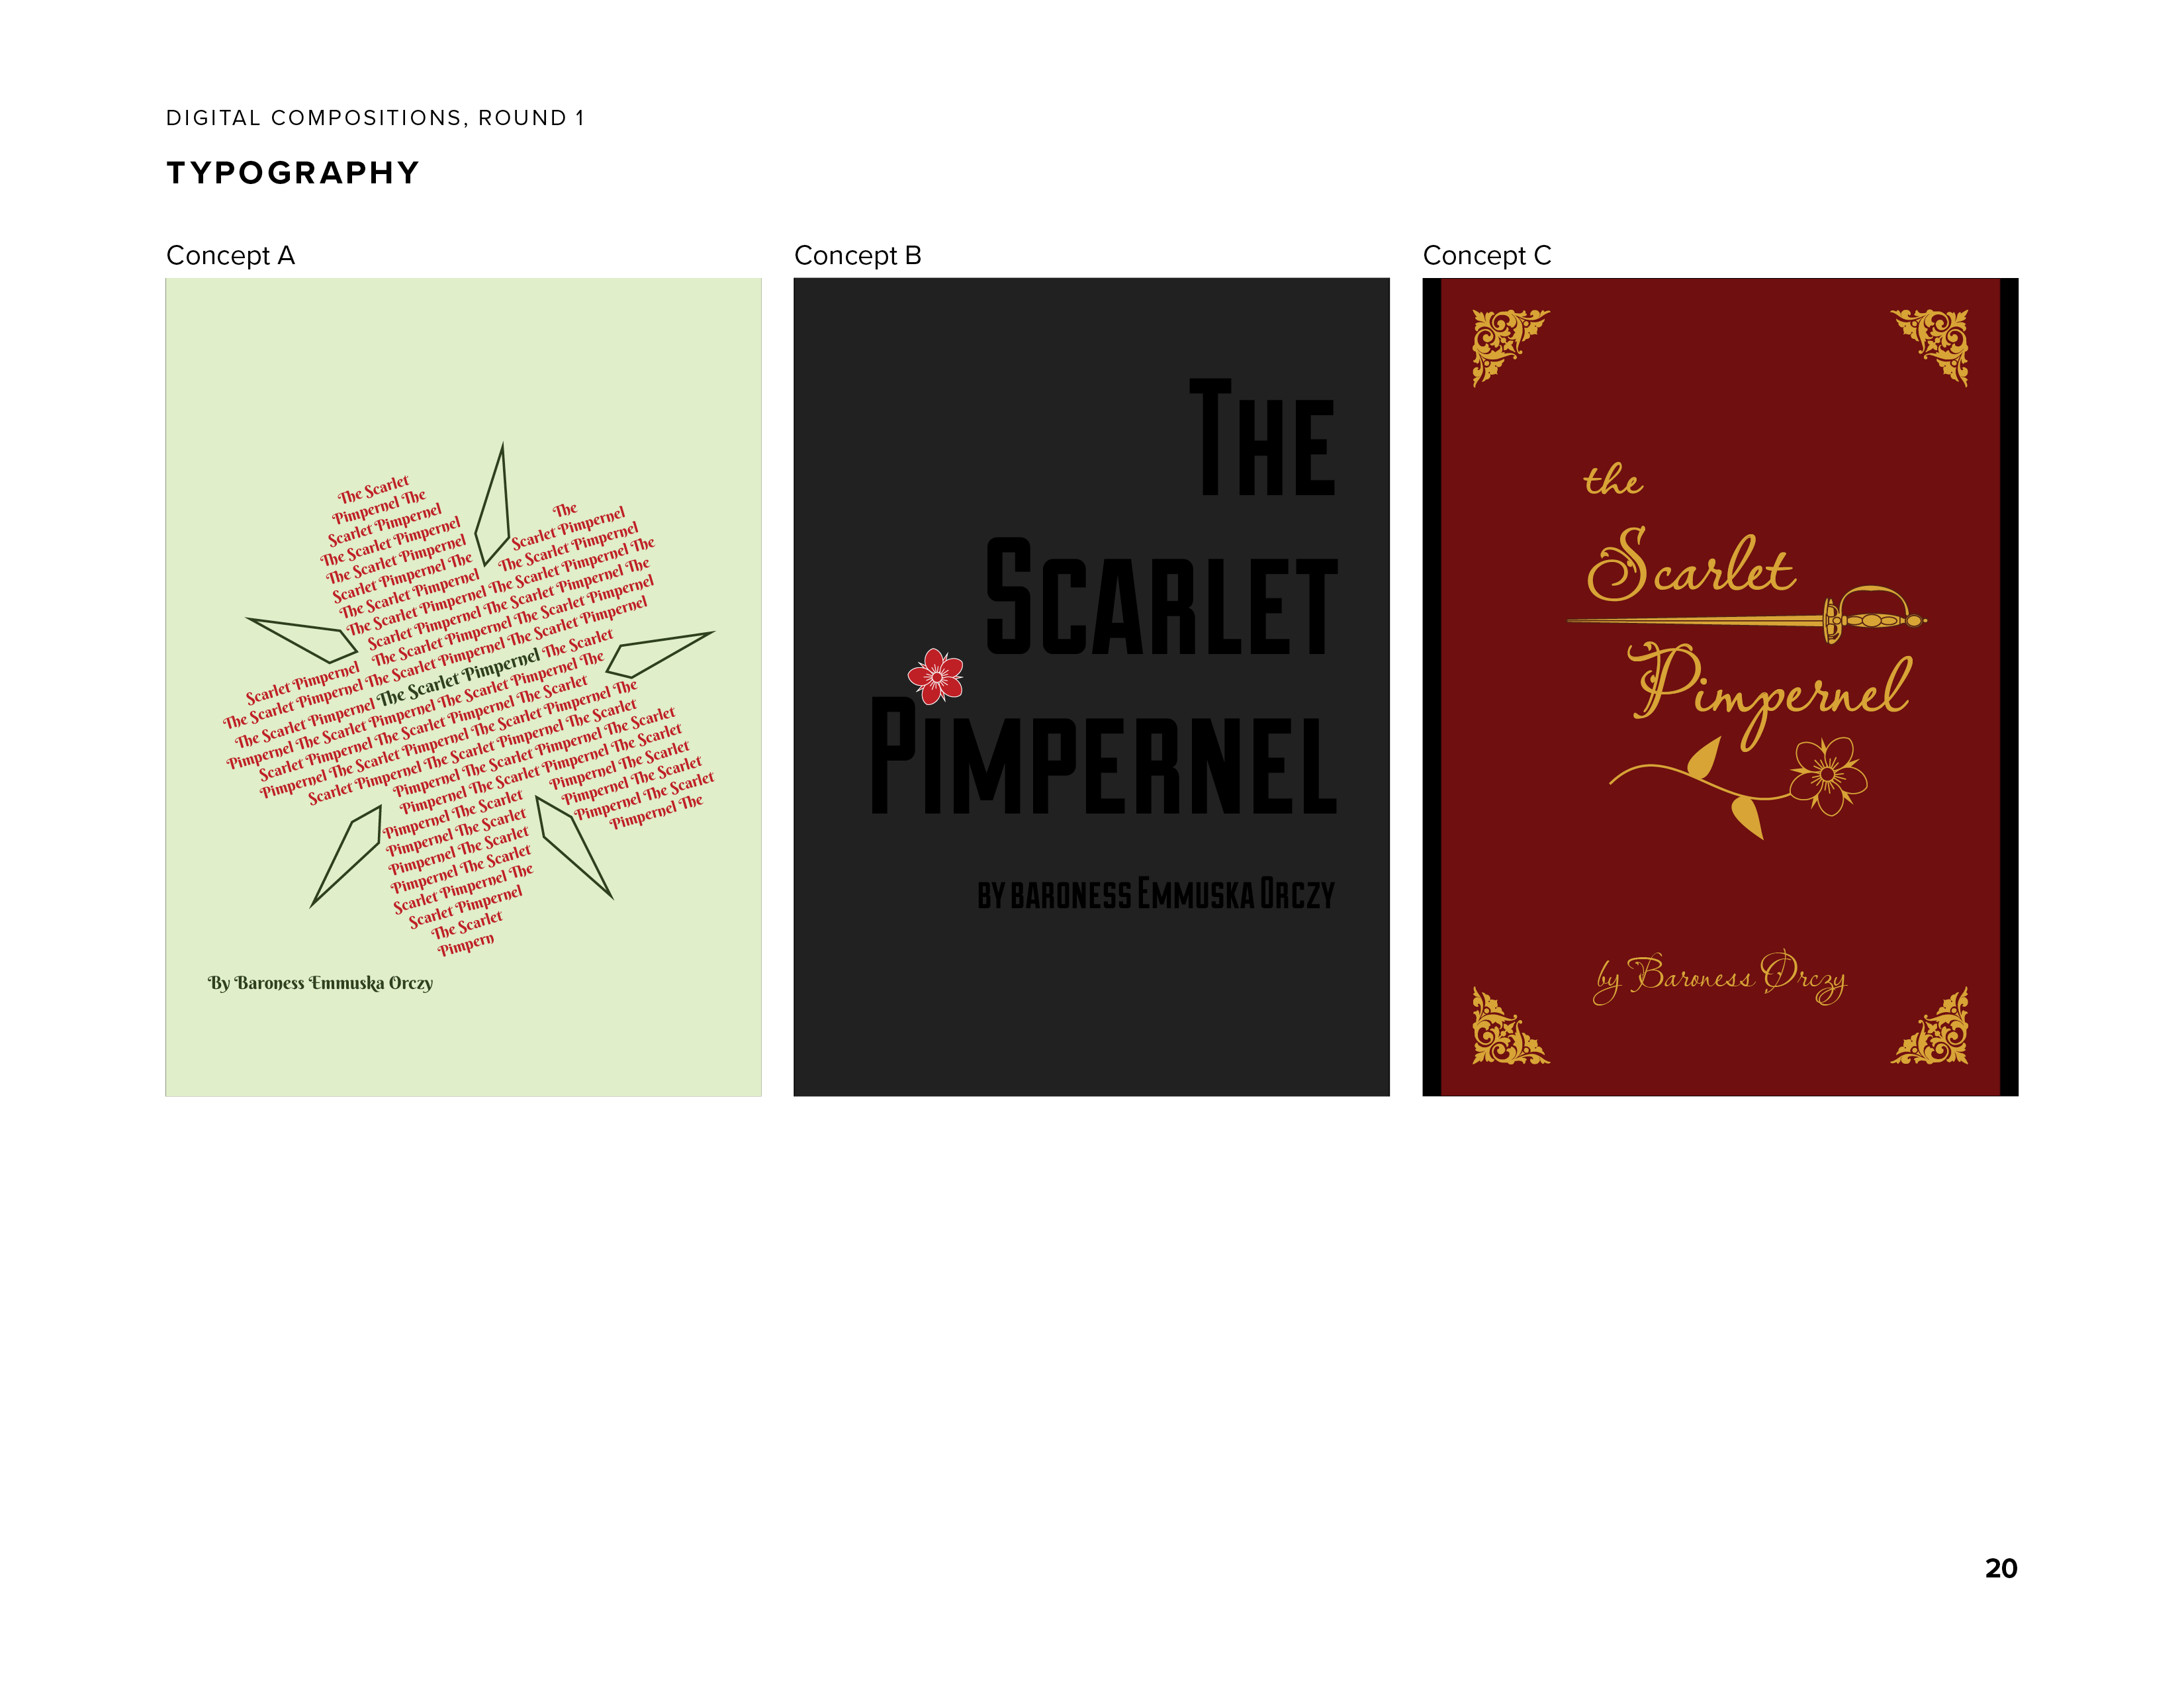 DIGITAL COMPOSITIONS, ROUND 1
TYPOGRAPHY
Concept A
The Scarlet
Pimpernel The
Scarlet Pimpernel
The Scarlet Pimpernel
The Scarlet Pimpernel The
Scarlet Pimpernel The Scarlet Pimpernel
The Scarlet Pimpernel The Scarlet Pimpernel
The Scarlet Pimpernel The Scarlet Pimpernel The
Scarlet Pimpernel The Scarlet Pimpernel The
Scarlet Pimpernel The Scarlet Pimpernel The Scarlet Pimpernel
The Scarlet Pimpernel The Scarlet Pimpernel The Scarlet Pimpernel
The Scarlet Pimpernel The Scarlet Pimpernel The Scarlet
Pimpernel The Scarlet Pimpernel The Scarlet Pimpernel The
Scarlet Pimpernel The Scarlet Pimpernel The Scarlet
Pimpernel The Scarlet Pimpernel The Scarlet Pimpernel The
Scarlet Pimpernel The Scarlet Pimpernel The Scarlet
Pimpernel The Scarlet Pimpernel The Scarlet
Pimpernel The Scarlet Pimpernel The Scarlet
Pimpernel The Scarlet Pimpernel The Scarlet
Pimpernel The Scarlet Pimpernel The Scarlet
Pimpernel The Scarlet Pimpernel The Scarlet
Pimpernel The Scarlet Pimpernel The
Scarlet Pimpernel The
Scarlet Pimpernel
The Scarlet
Pimpern
By Baroness Emmuska Orczy
Concept B
The
Scarlet
Pimpernel
by baroness Emmuska Orczy
Concept C
the
Scarlet
Pimpernel
by Baroness Orczy
20